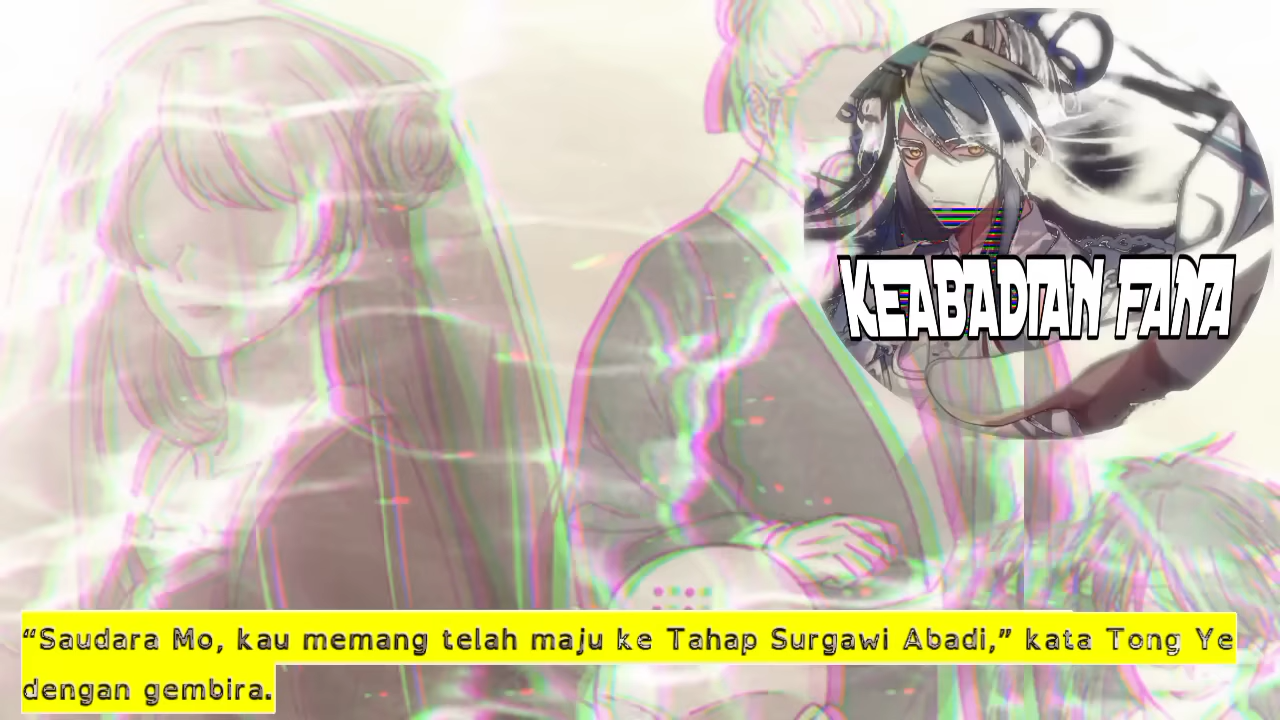 KEABADIAN FANA
“Saudara Mo, kau memang telah maju ke Tahap Surgawi Abadi,” kata Tong Ye
dengan gembira.